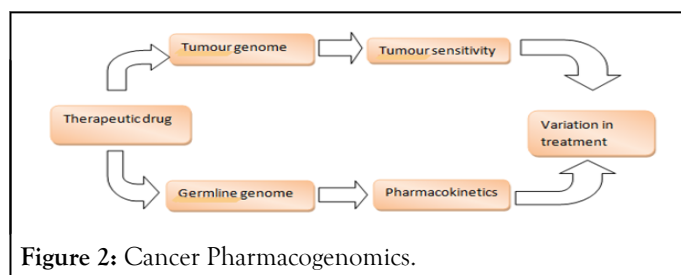 Tumour genome
Tumour sensitivity
Therapeutic drug
Variation in
treatment
Germline genome
Pharmacokinetics
Figure 2: Cancer Pharmacogenomics.